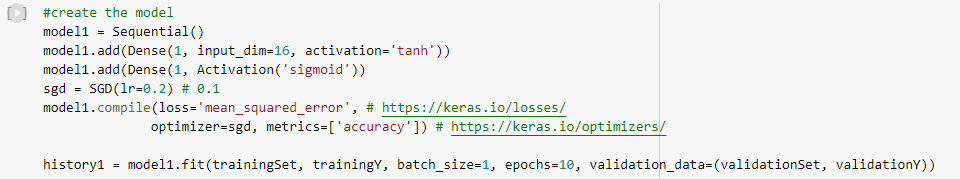 #create the model
model1 = Sequential()
model1.add(Dense(1, input_dim=16, activation='tanh'))
model1.add(Dense(1, Activation('sigmoid'))
sgd = SGD(lr=0.2) # 0.1
model1.compile(loss='mean_squared_error', # https://keras.io/losses/
optimizer=sgd, metrics=['accuracy']) # https://keras.io/optimizers/
history1 = model1.fit(trainingSet, trainingY, batch_size=1, epochs=10, validation_data=(validationSet, validationY))